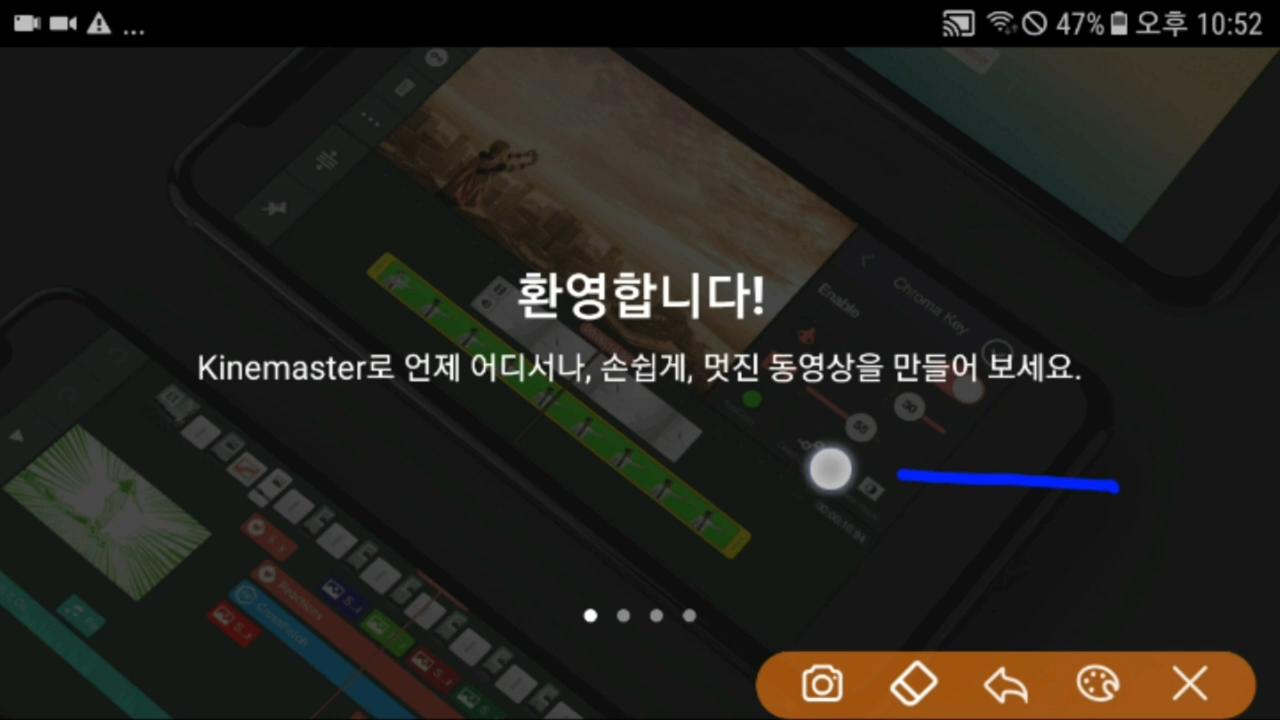 ... 47% 오후 10:52
Chroma Key
Enable
환영합니다!
Kinemaster로 언제 어디서나, 손쉽게, 멋진 동영상을 만들어 보세요.
30
55
S..r